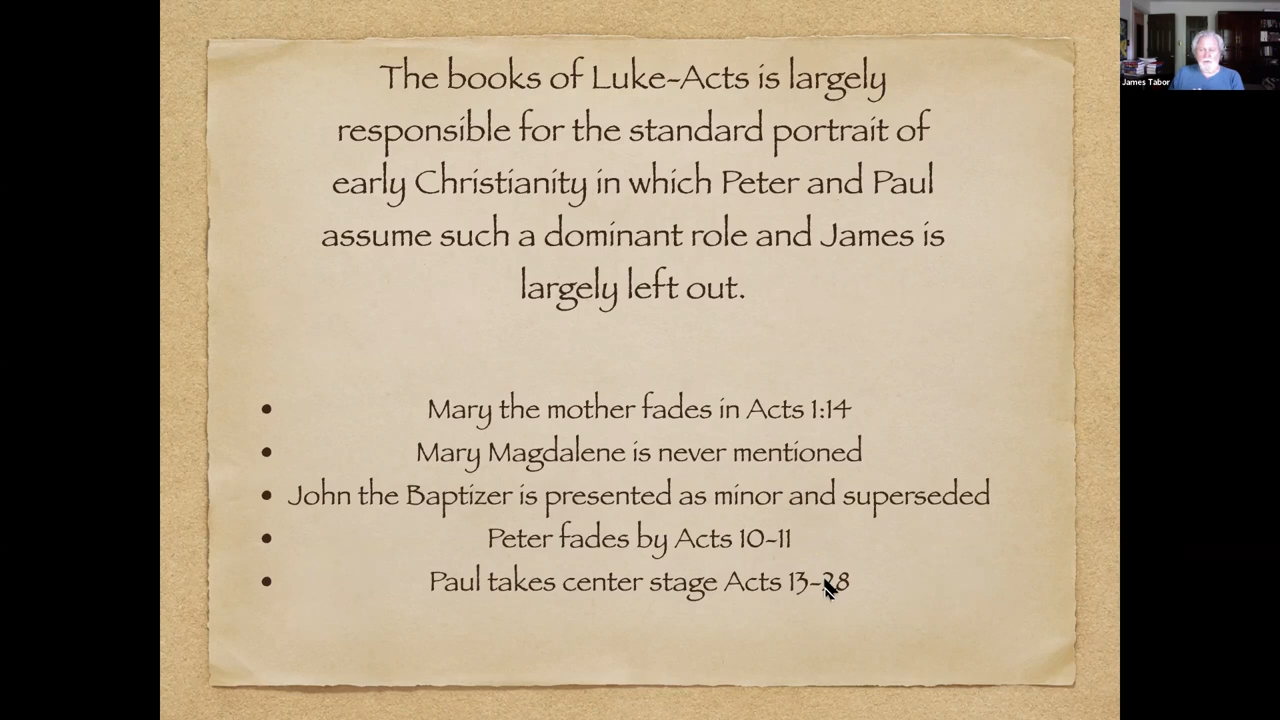 The books of Luke-Acts is largely
responsible for the standard portrait of
early Christianity in which Peter and Paul
assume such a dominant role and James is
largely left out.
• Mary the mother fades in Acts 1:14
• Mary Magdalene is never mentioned
• John the Baptizer is presented as minor and superseded
• Peter fades by Acts 10-11
• Paul takes center stage Acts 13-28
James Tabor